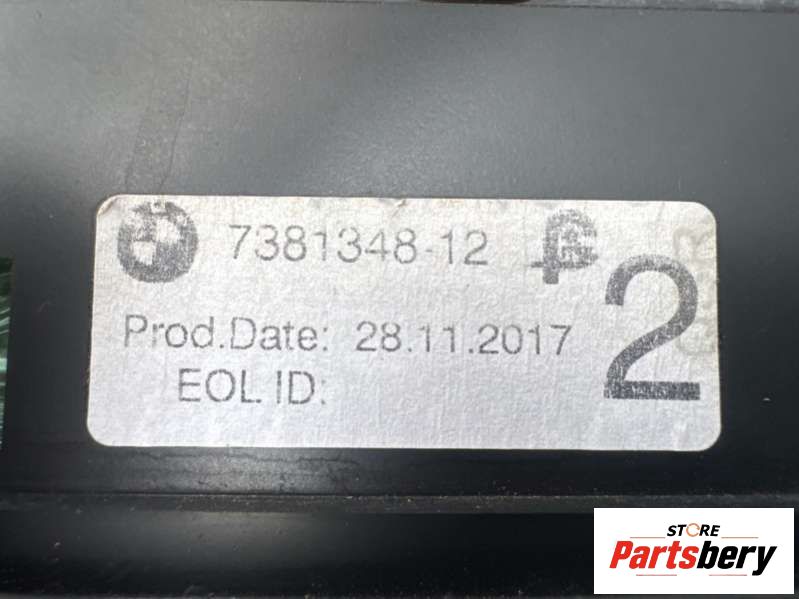 7381348-12
Prod.Date: 28.11.2017
EOL.ID:
2
STORE
Partsbery